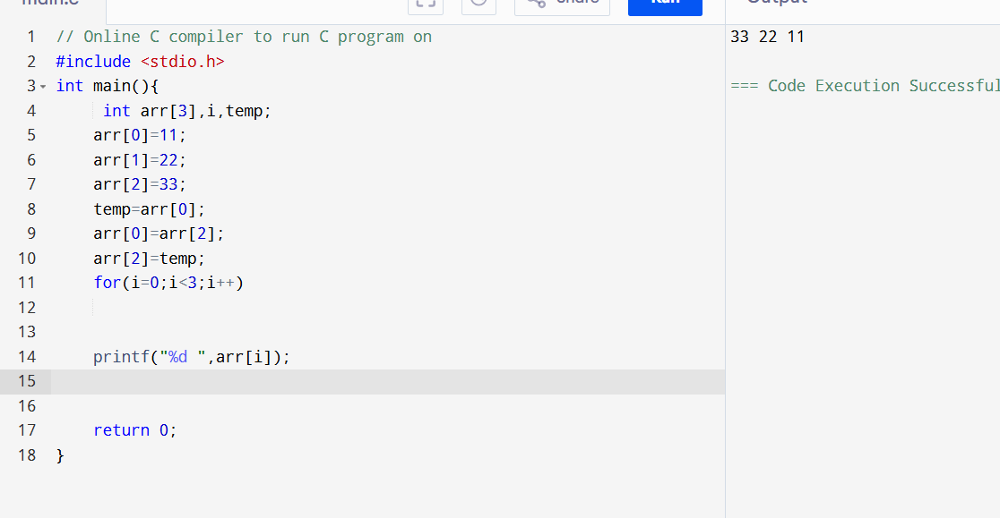 main.c Share Run Output
1 // Online C compiler to run C program on
2 #include <stdio.h>
3 int main(){
4      int arr[3],i,temp;
5     arr[0]=11;
6     arr[1]=22;
7     arr[2]=33;
8     temp=arr[0];
9     arr[0]=arr[2];
10     arr[2]=temp;
11     for(i=0;i<3;i++)
12
13
14     printf("%d ",arr[i]);
15
16
17     return 0;
18 }
33 22 11
=== Code Execution Successful